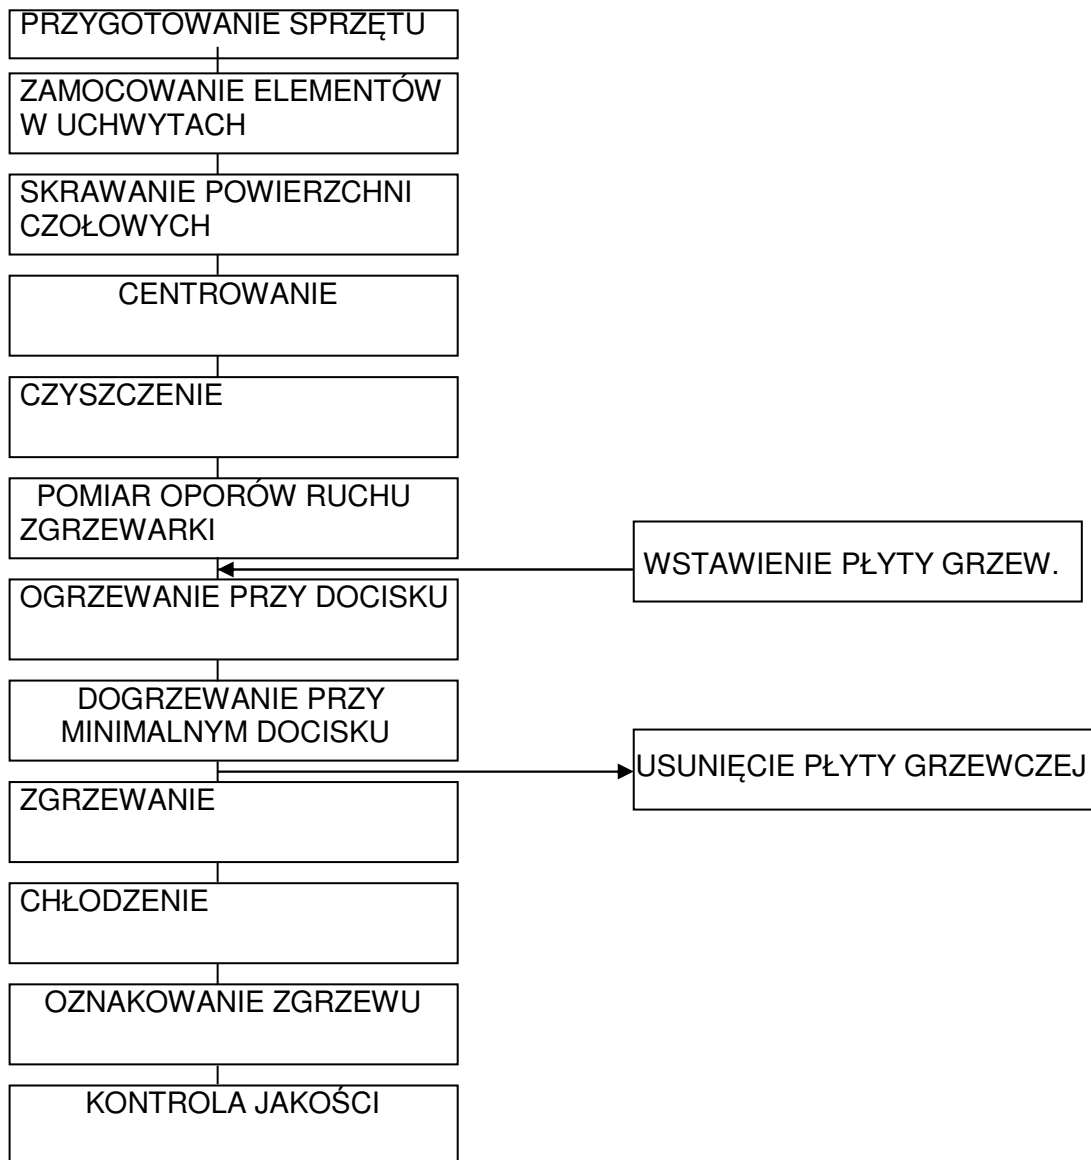 PRZYGOTOWANIE SPRZĘTU
ZAMOCOWANIE ELEMENTÓW
W UCHWYTACH
SKRAWANIE POWIERZCHNI
CZOŁOWYCH
CENTROWANIE
CZYSZCZENIE
POMIAR OPORÓW RUCHU
ZGRZEWARKI
WSTAWIENIE PŁYTY GRZEW.
OGRZEWANIE PRZY DOCISKU
DOGRZEWANIE PRZY
MINIMALNYM DOCISKU
USUNIĘCIE PŁYTY GRZEWCZEJ
ZGRZEWANIE
CHŁODZENIE
OZNAKOWANIE ZGRZEWU
KONTROLA JAKOŚCI